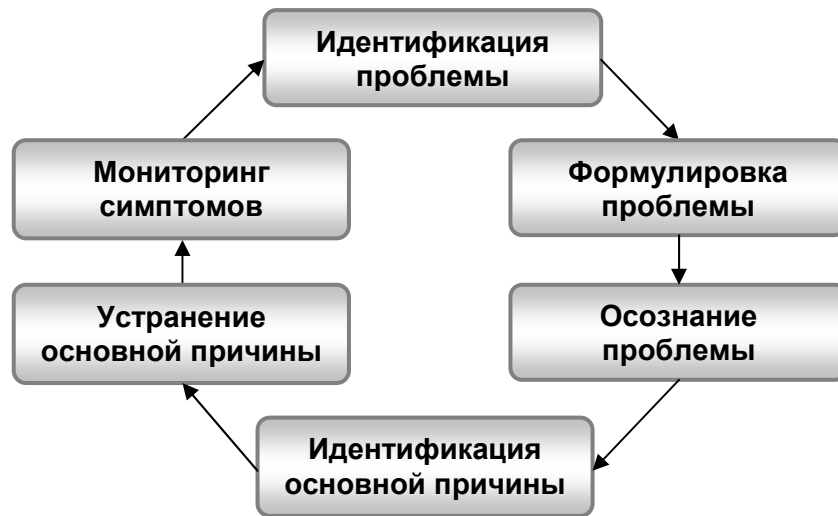 Идентификация
проблемы
Формулировка
проблемы
Осознание
проблемы
Идентификация
основной причины
Устранение
основной причины
Мониторинг
симптомов